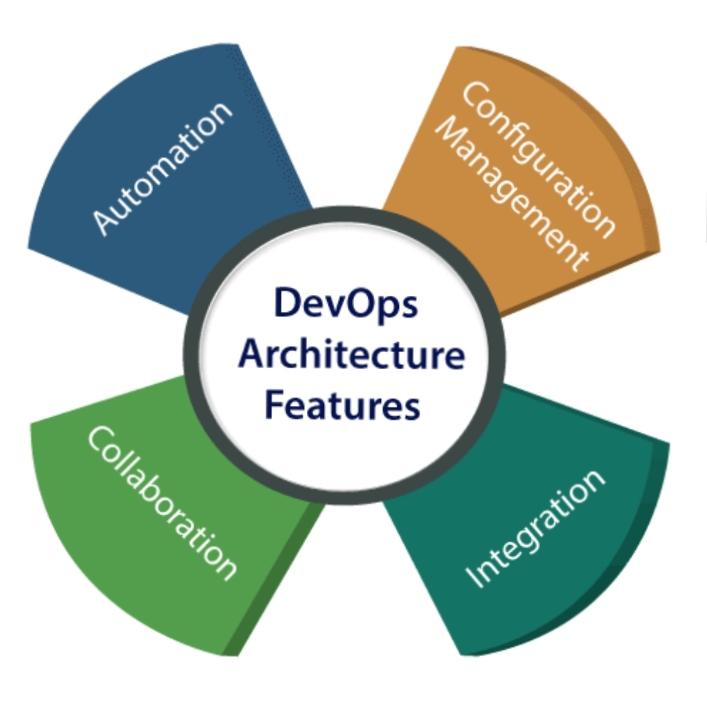 Automation
Configuration
Management
DevOps
Architecture
Features
Collaboration
Integration